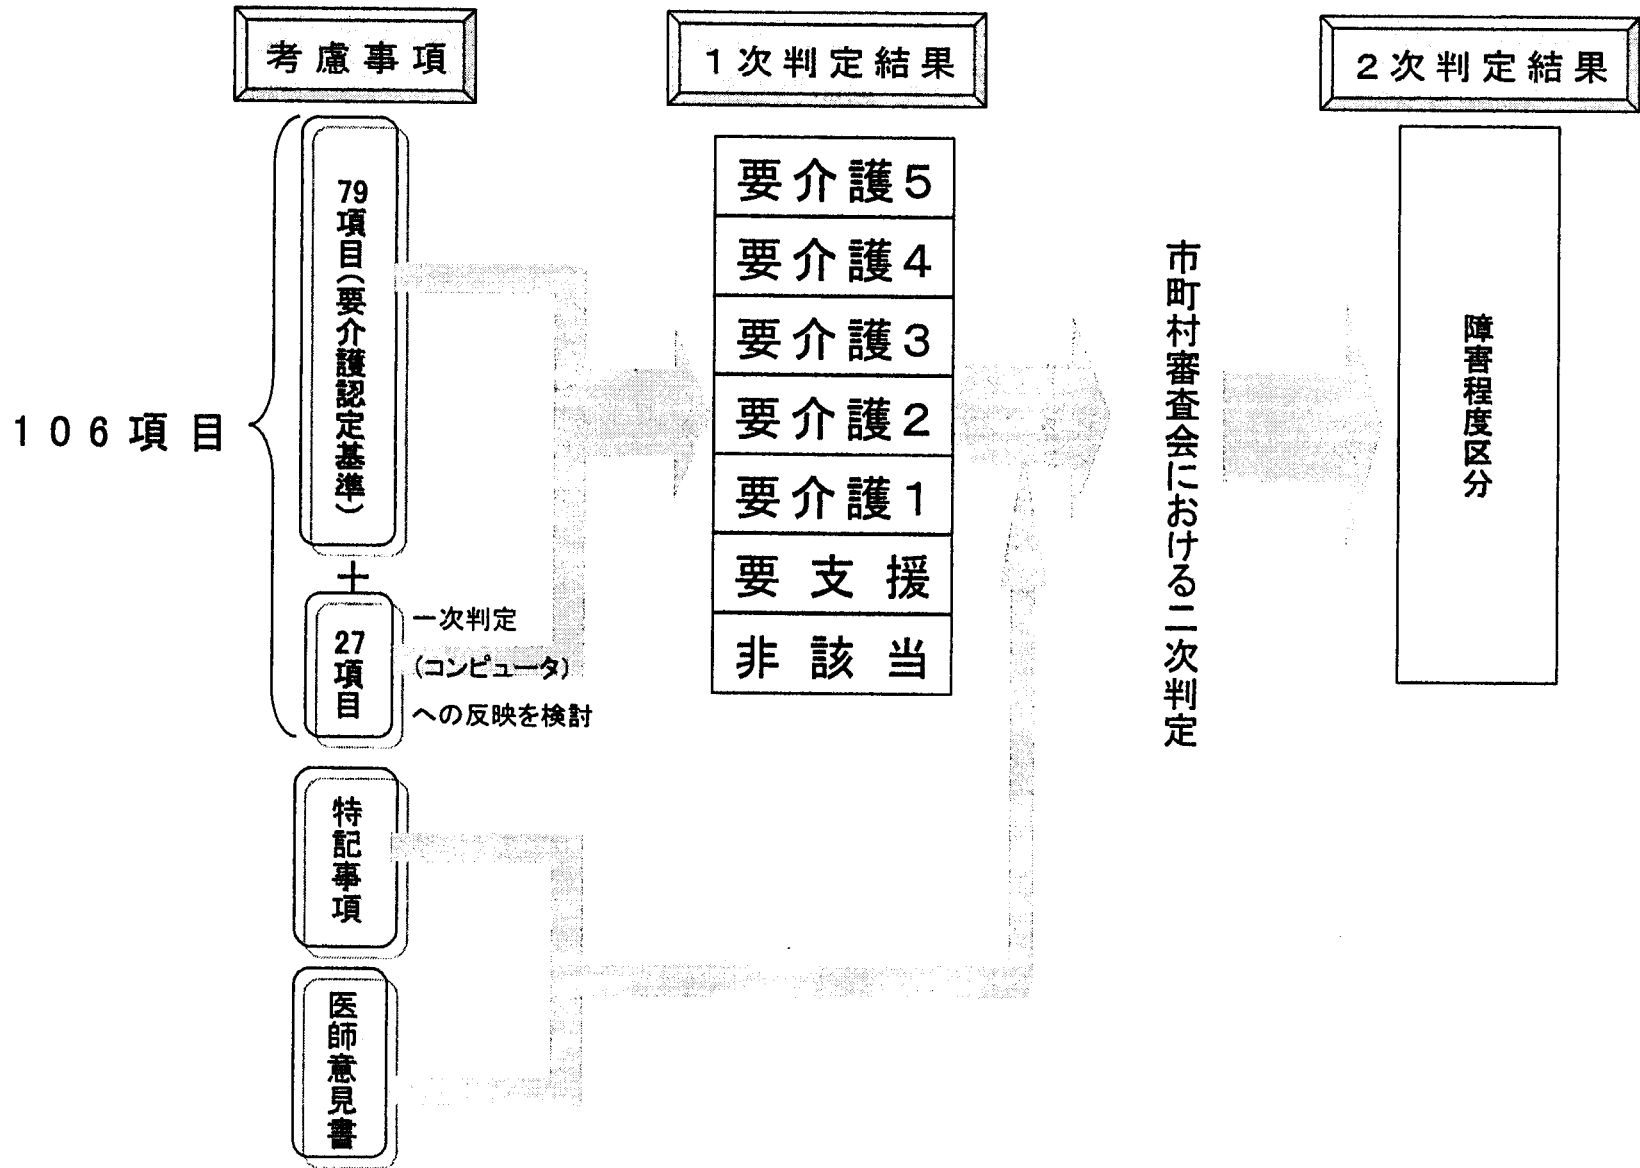 考慮事項
1次判定結果
2次判定結果
106項目
79項目(要介護認定基準)
+
27項目
一次判定
(コンピュータ)
への反映を検討
特記事項
医師意見書
要介護5
要介護4
要介護3
要介護2
要介護1
要支援
非該当
市町村審査会における二次判定
障害程度区分